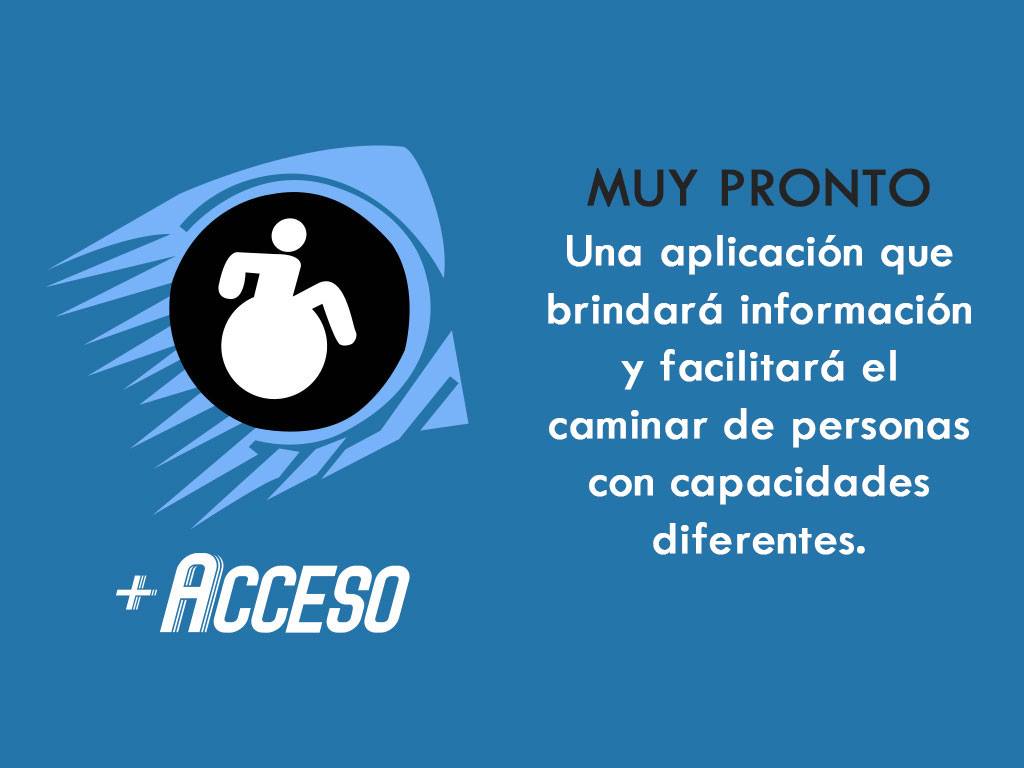 MUY PRONTO
Una aplicación que
brindará información
y facilitará el
caminar de personas
con capacidades
diferentes.
+ Acceso